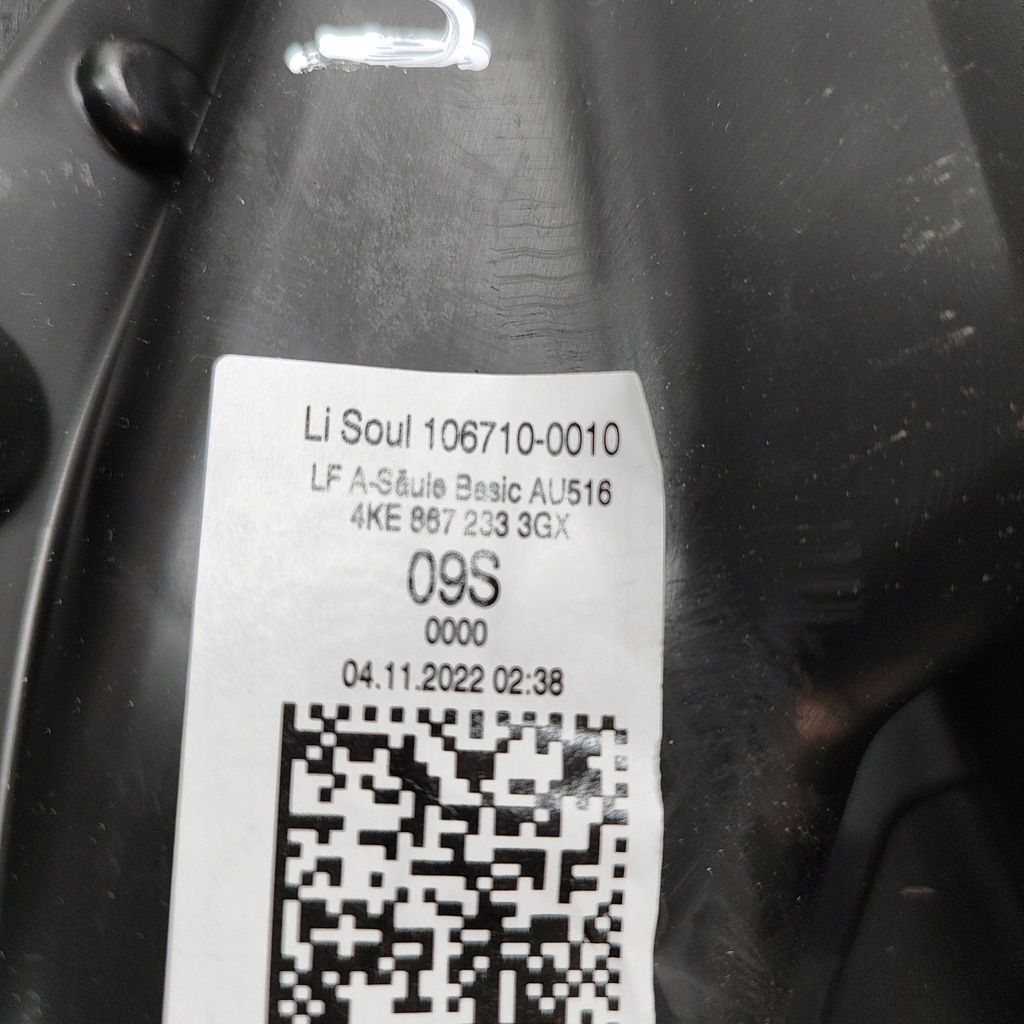 Li Soul 106710-0010
LF A-Säule Basic AU516
4KE 867 233 3GX
09S
0000
04.11.2022 02:38